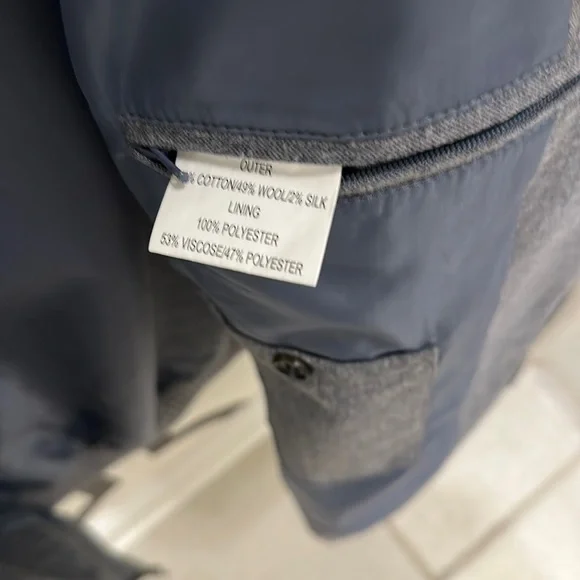 OUTER
% COTTON/49% WOOL/2% SILK
LINING
100% POLYESTER
53% VISCOSE/47% POLYESTER